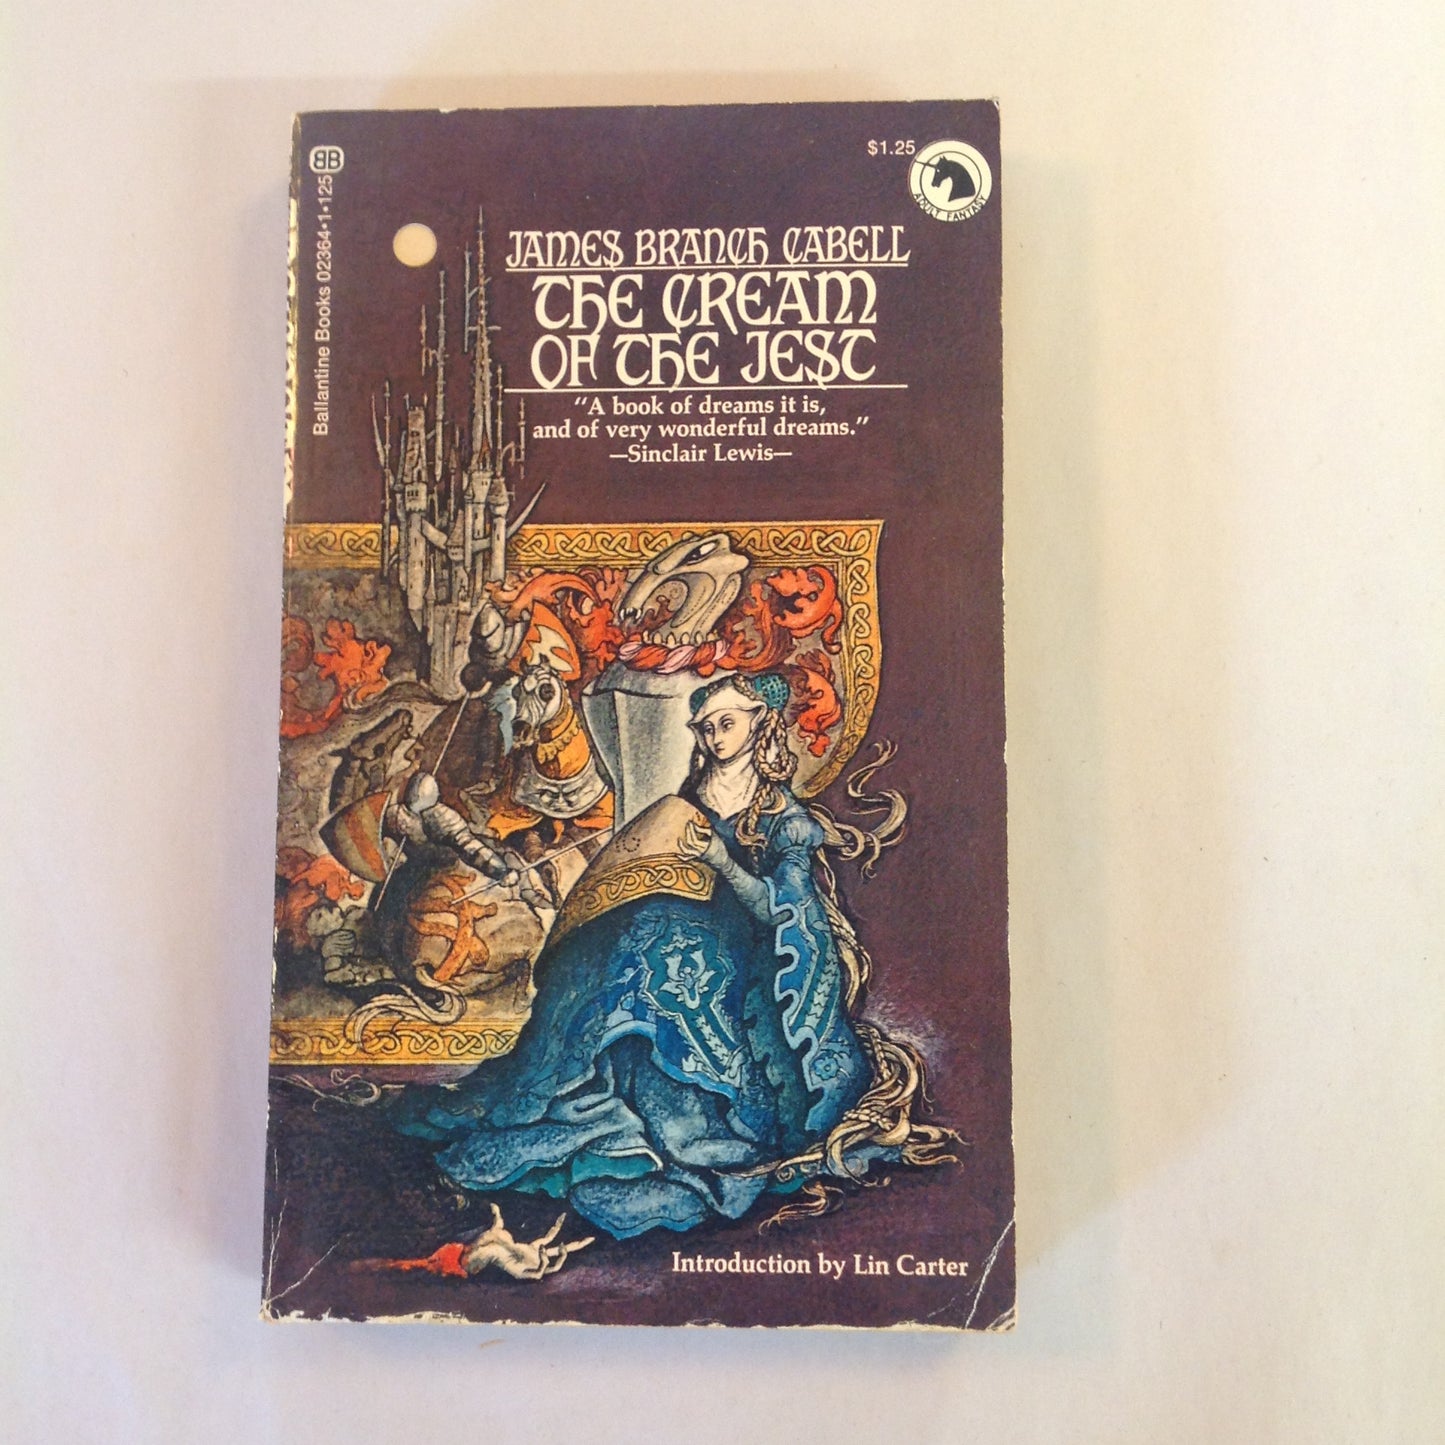 BB
Ballantine Books 02364•1•125
$1.25
ADULT FANTASY
JAMES BRANCH CABELL
THE CREAM
OF THE JEST
"A book of dreams it is,
and of very wonderful dreams."
—Sinclair Lewis—
Introduction by Lin Carter